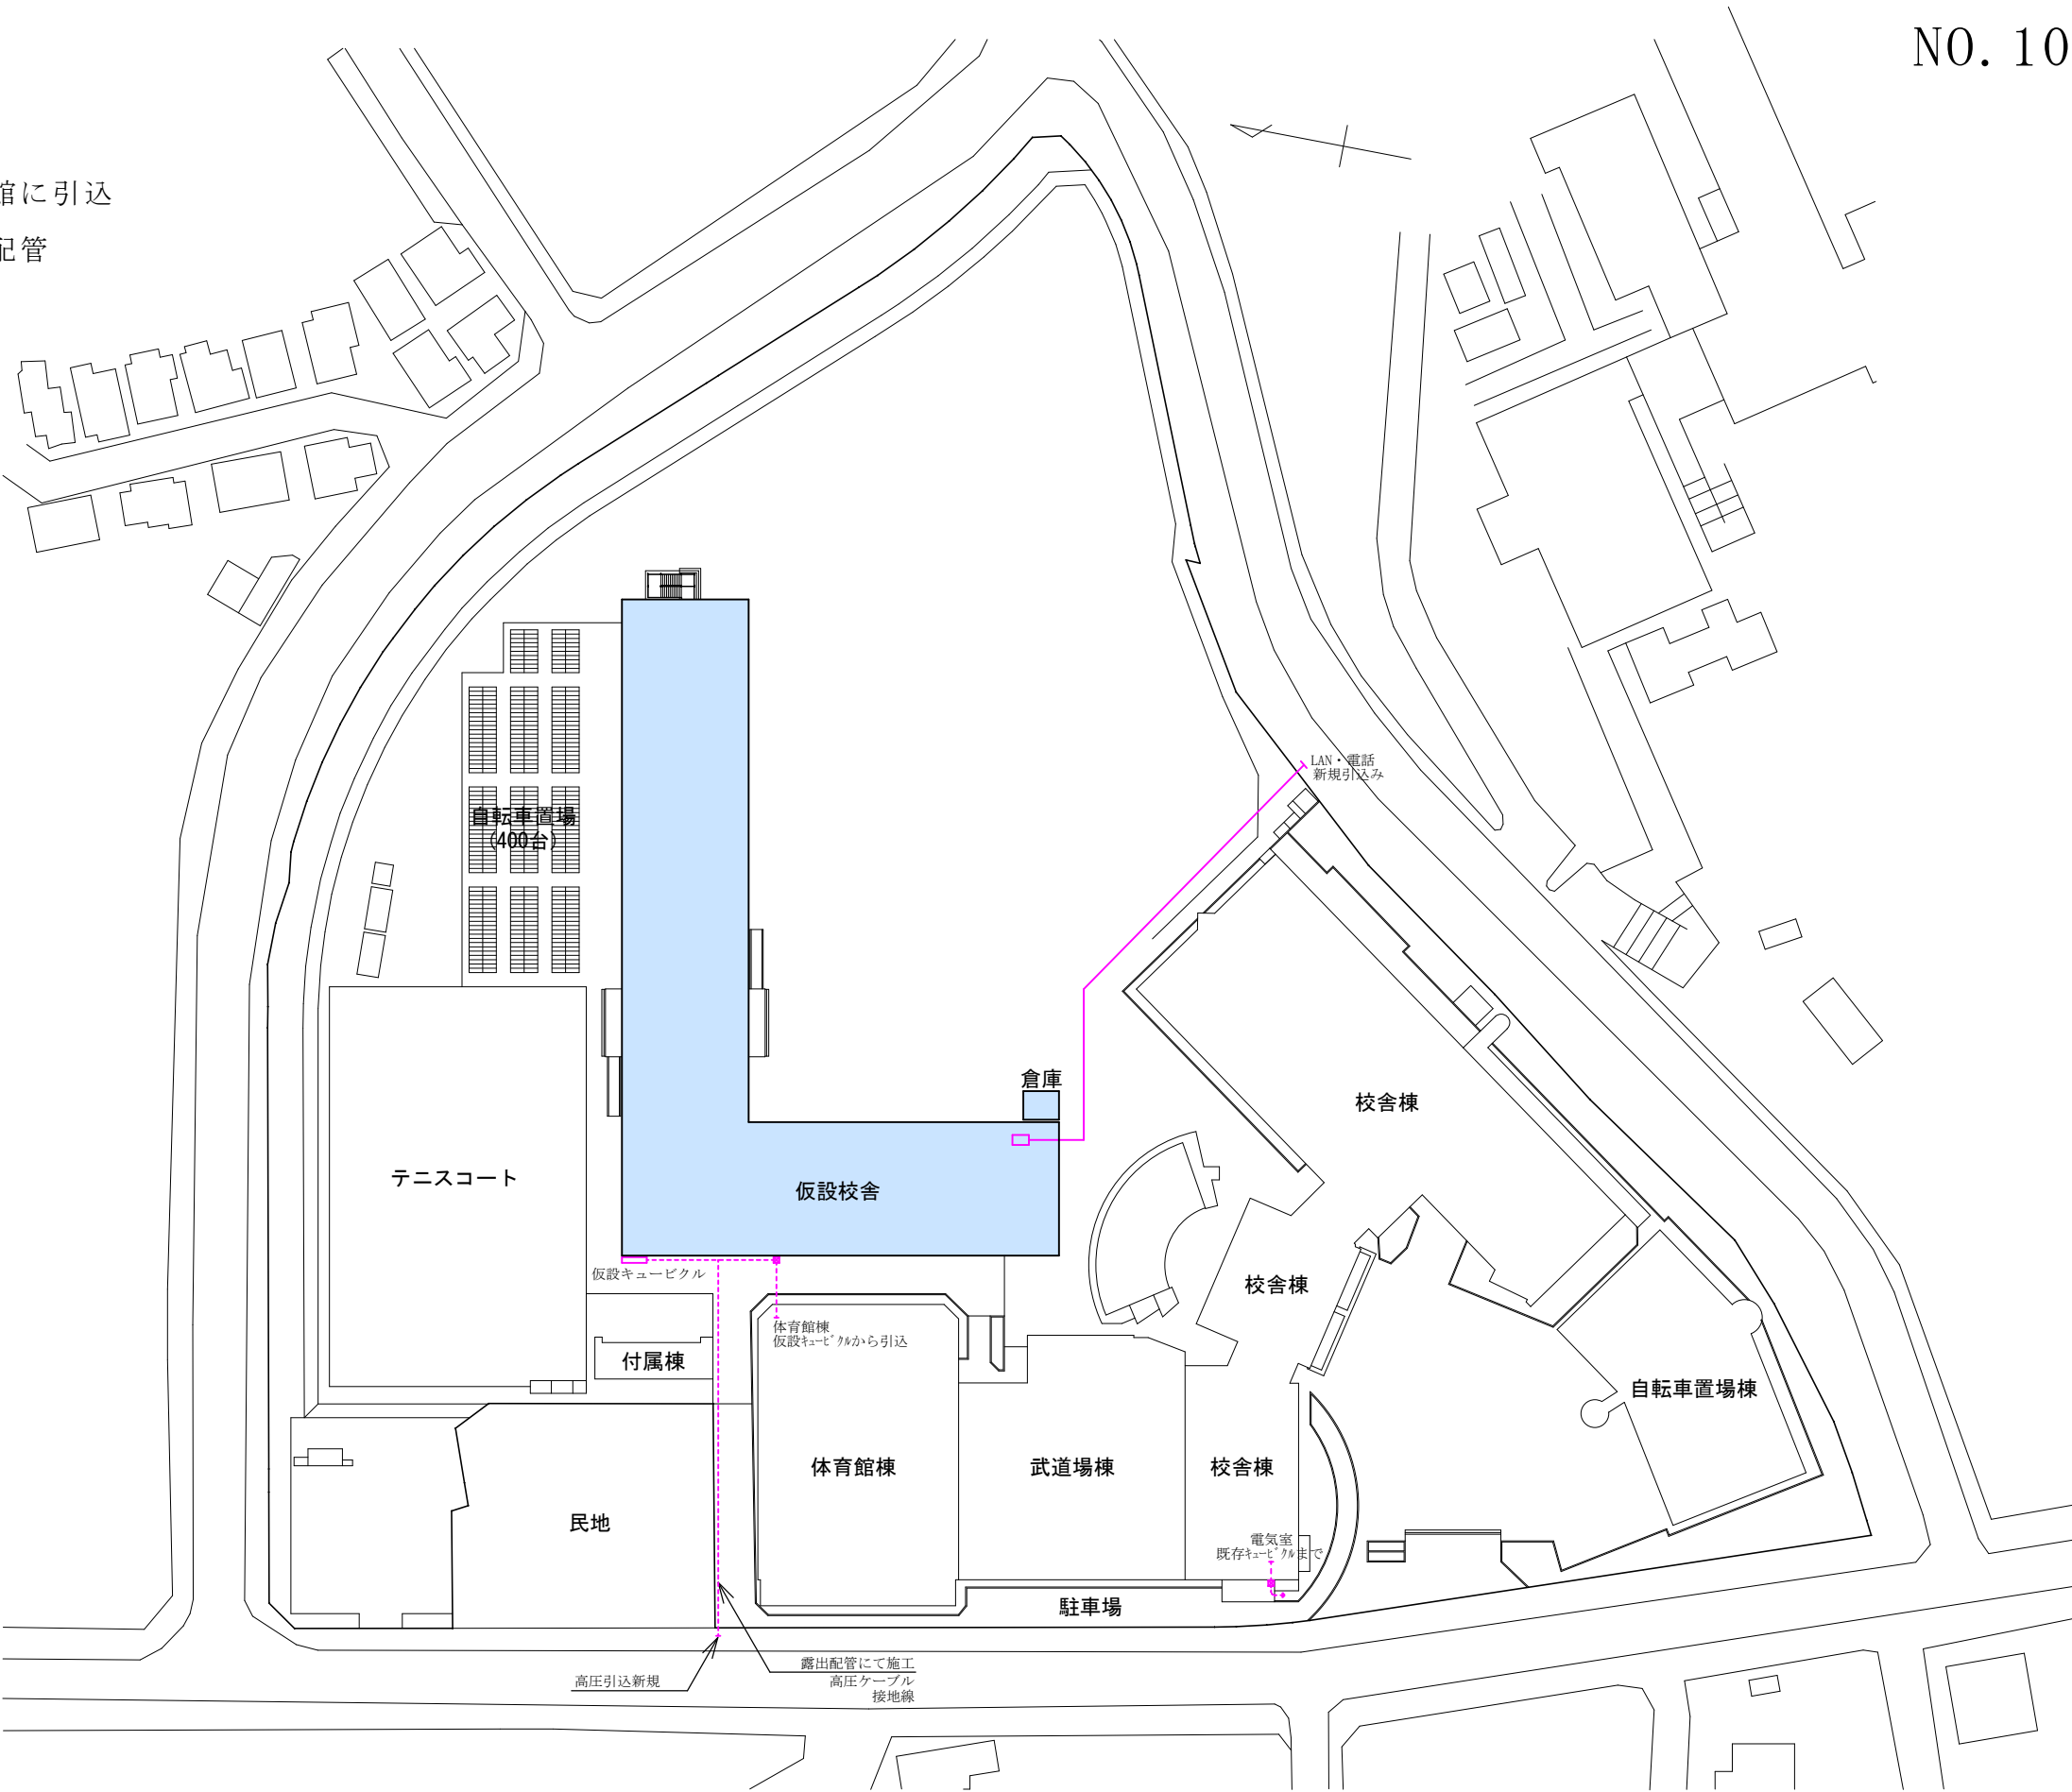 NO. 10
館に引込
配管
LAN・電話
新規引込み
自転車置場
(400台)
倉庫
校舎棟
テニスコート
仮設校舎
仮設キュービクル
校舎棟
体育館棟
仮設ｷｭｰﾋﾞｸﾙから引込
付属棟
自転車置場棟
体育館棟
武道場棟
校舎棟
民地
電気室
既存ｷｭｰﾋﾞｸﾙまで
駐車場
露出配管にて施工
高圧ケーブル
接地線
高圧引込新規